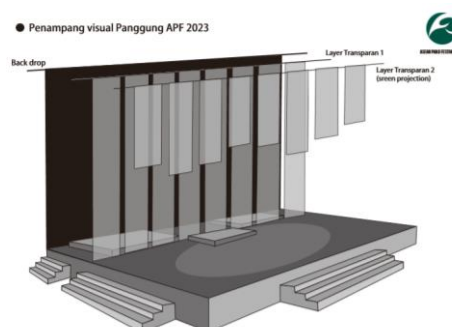 ● Penampang visual Panggung APF 2023
Back drop
Layer Transparan 1
Layer Transparan 2
(sreen projection)